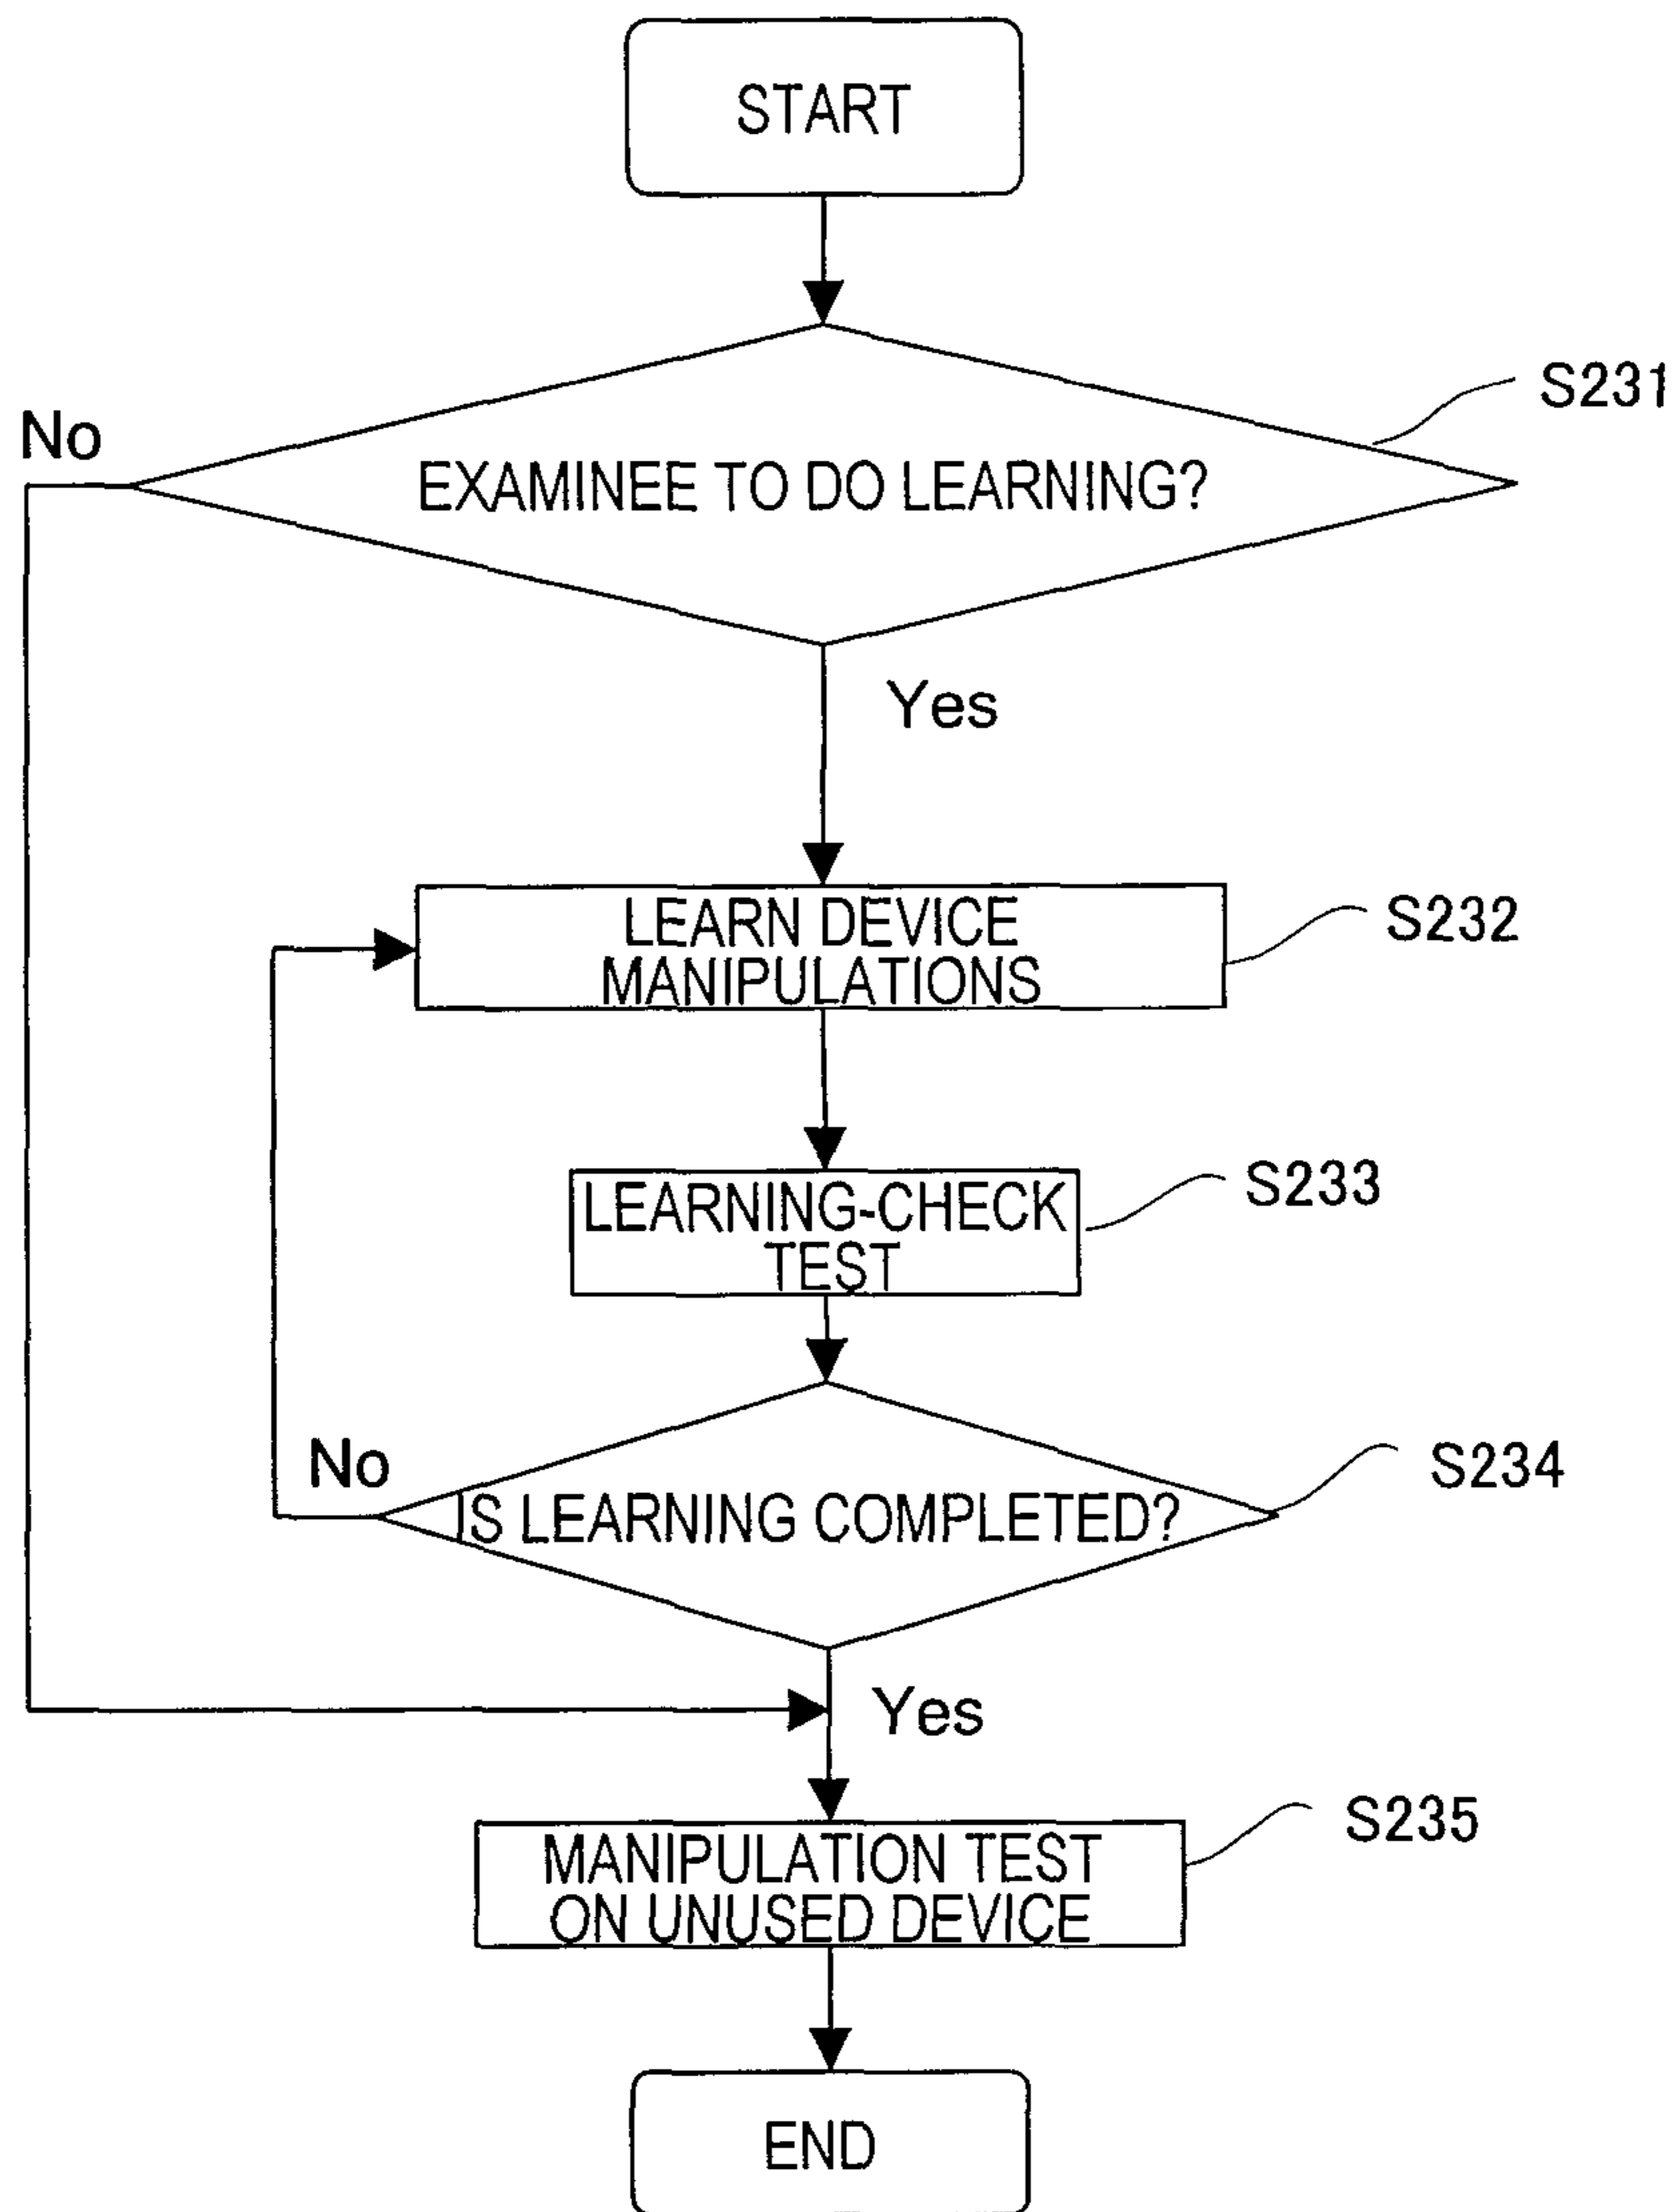 START
S231
No
EXAMINEE TO DO LEARNING?
Yes
LEARN DEVICE
MANIPULATIONS
S232
LEARNING-CHECK
TEST
S233
No
IS LEARNING COMPLETED?
S234
Yes
MANIPULATION TEST
ON UNUSED DEVICE
S235
END